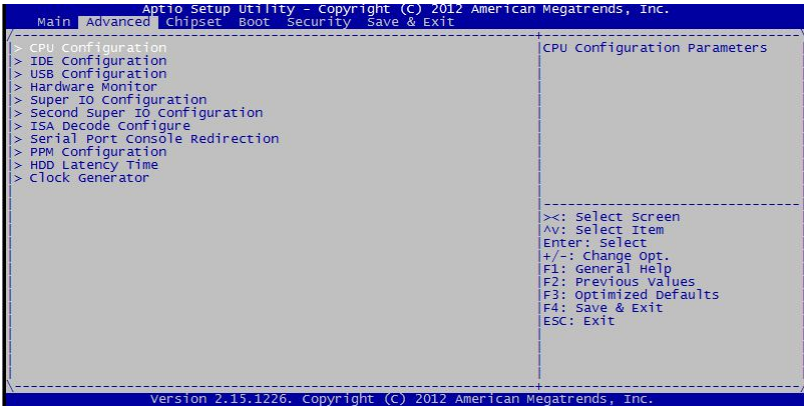 Aptio Setup Utility - Copyright (C) 2012 American Megatrends, Inc.
Main Advanced Chipset Boot Security Save & Exit
> CPU Configuration
> IDE Configuration
> USB Configuration
> Hardware Monitor
> Super IO Configuration
> Second Super IO Configuration
> ISA Decode Configure
> Serial Port Console Redirection
> PPM Configuration
> HDD Latency Time
> Clock Generator
CPU Configuration Parameters
><: Select Screen
^v: Select Item
Enter: Select
+/-: Change Opt.
F1: General Help
F2: Previous Values
F3: Optimized Defaults
F4: Save & Exit
ESC: Exit
Version 2.15.1226. Copyright (C) 2012 American Megatrends, Inc.